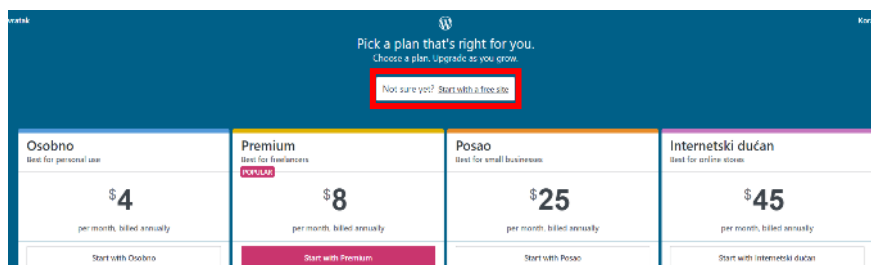 Pick a plan that's right for you.
Choose a plan. Upgrade as you grow.
Not sure yet? Start with a free site
Osobno
Best for personal use
$4
per month, billed annually
Start with Osobno
Premium
Best for freelancers
POPULAR
$8
per month, billed annually
Start with Premium
Posao
Best for small businesses
$25
per month, billed annually
Start with Posao
Internetski dućan
Best for online stores
$45
per month, billed annually
Start with Internetski dućan